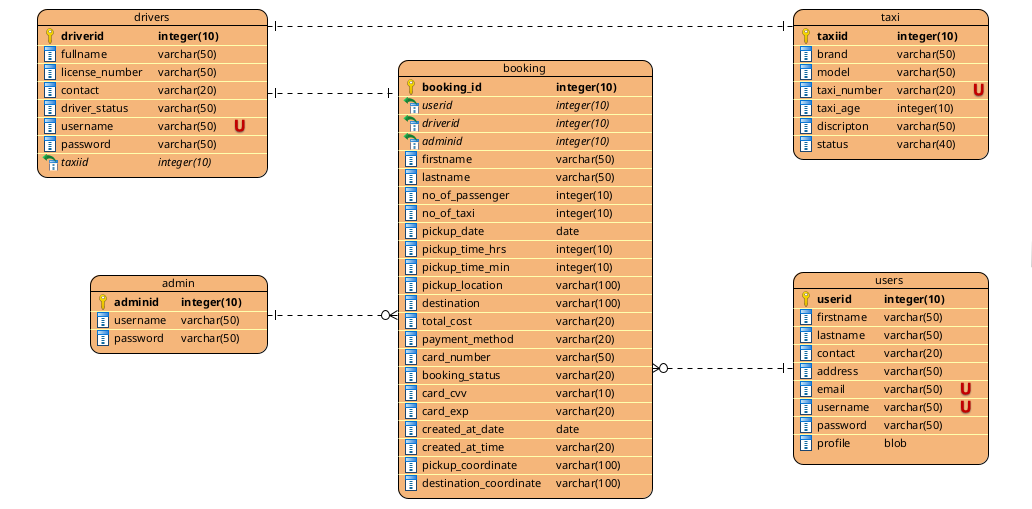 drivers
driverid integer(10)
fullname varchar(50)
license_number varchar(50)
contact varchar(20)
driver_status varchar(50)
username varchar(50) U
password varchar(50)
taxiid integer(10)
taxi
taxiid integer(10)
brand varchar(50)
model varchar(50)
taxi_number varchar(20) U
taxi_age integer(10)
discripton varchar(50)
status varchar(40)
booking
booking_id integer(10)
userid integer(10)
driverid integer(10)
adminid integer(10)
firstname varchar(50)
lastname varchar(50)
no_of_passenger integer(10)
no_of_taxi integer(10)
pickup_date date
pickup_time_hrs integer(10)
pickup_time_min integer(10)
pickup_location varchar(100)
destination varchar(100)
total_cost varchar(20)
payment_method varchar(20)
card_number varchar(50)
booking_status varchar(20)
card_cvv varchar(10)
card_exp varchar(20)
created_at_date date
created_at_time varchar(20)
pickup_coordinate varchar(100)
destination_coordinate varchar(100)
admin
adminid integer(10)
username varchar(50)
password varchar(50)
users
userid integer(10)
firstname varchar(50)
lastname varchar(50)
contact varchar(20)
address varchar(50)
email varchar(50) U
username varchar(50) U
password varchar(50)
profile blob